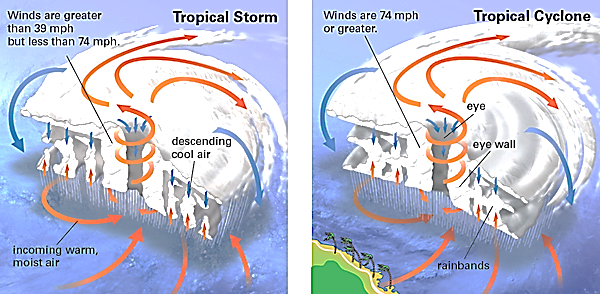 Tropical Storm
Winds are greater
than 39 mph
but less than 74 mph.
descending
cool air
incoming warm,
moist air
Tropical Cyclone
Winds are 74 mph
or greater.
eye
eye wall
rainbands